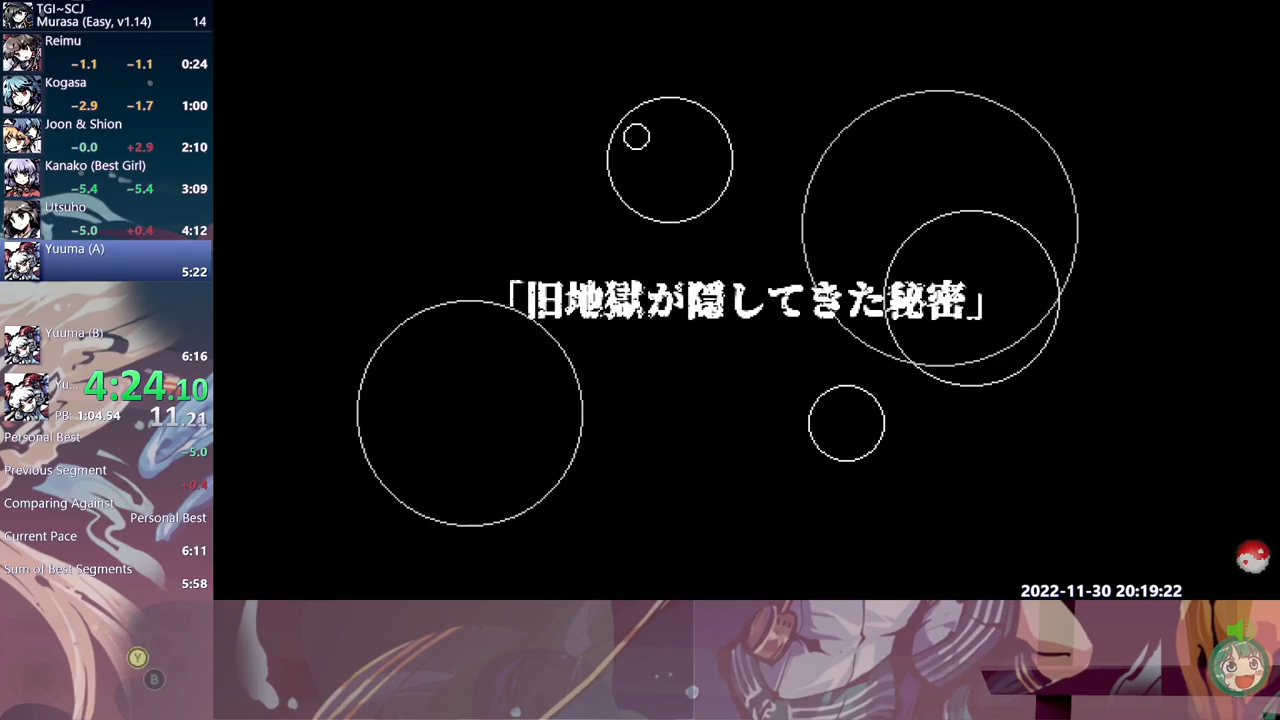 TGI~SCJ
Murasa (Easy, v1.14) 14
Reimu
−1.1 −1.1 0:24
Kogasa
−2.9 −1.7 1:00
Joon & Shion
−0.0 +2.9 2:10
Kanako (Best Girl)
−5.4 −5.4 3:09
Utsuho
−5.0 +0.4 4:12
Yuuma (A)
5:22
Yuuma (B)
6:16
Yu... 4:24.10
PB: 1:04.54 11.21
Personal Best
−5.0
Previous Segment
+0.4
Comparing Against
Personal Best
Current Pace
6:11
Sum of Best Segments
5:58
「旧地獄が隠してきた秘密」
2022-11-30 20:19:22
Y
B